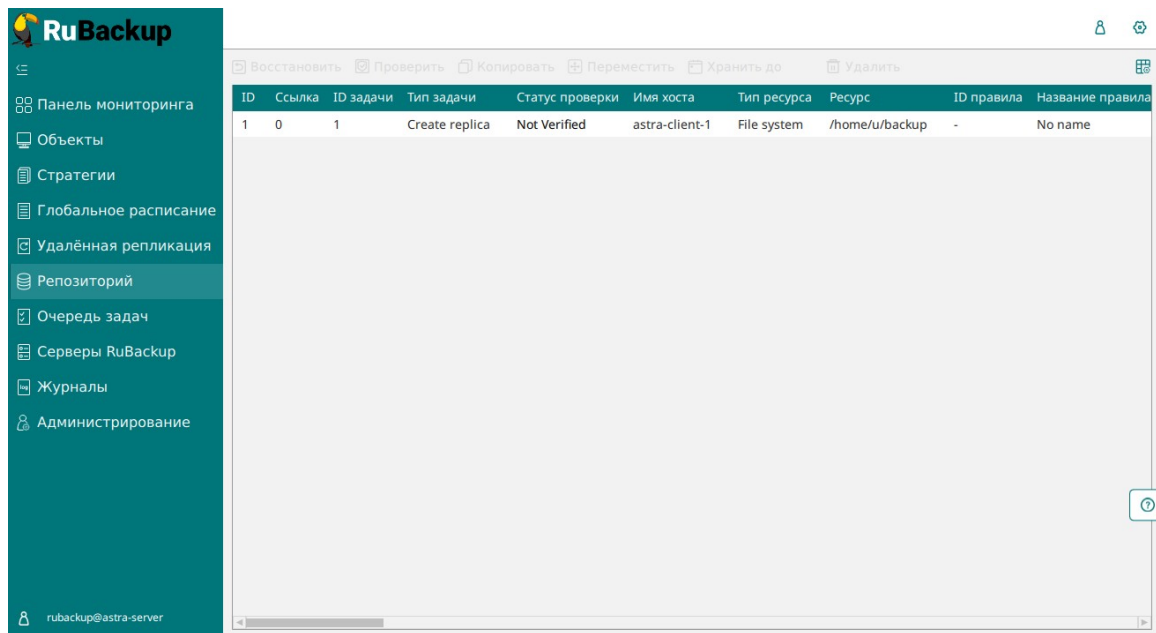 RuBackup
Восстановить Проверить Копировать Переместить Хранить до Удалить
Панель мониторинга
Объекты
Стратегии
Глобальное расписание
Удалённая репликация
Репозиторий
Очередь задач
Серверы RuBackup
Журналы
Администрирование
rubackup@astra-server
ID Ссылка ID задачи Тип задачи Статус проверки Имя хоста Тип ресурса Ресурс ID правила Название правила
1 0 1 Create replica Not Verified astra-client-1 File system /home/u/backup - No name